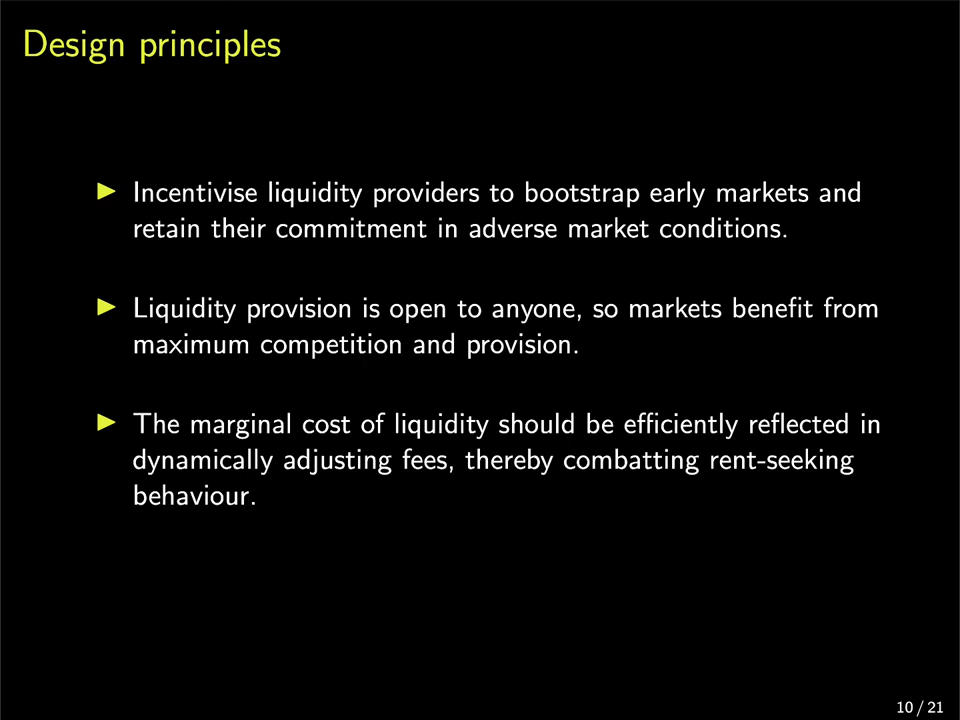 Design principles
Incentivise liquidity providers to bootstrap early markets and
retain their commitment in adverse market conditions.
Liquidity provision is open to anyone, so markets benefit from
maximum competition and provision.
The marginal cost of liquidity should be efficiently reflected in
dynamically adjusting fees, thereby combatting rent-seeking
behaviour.
10 / 21